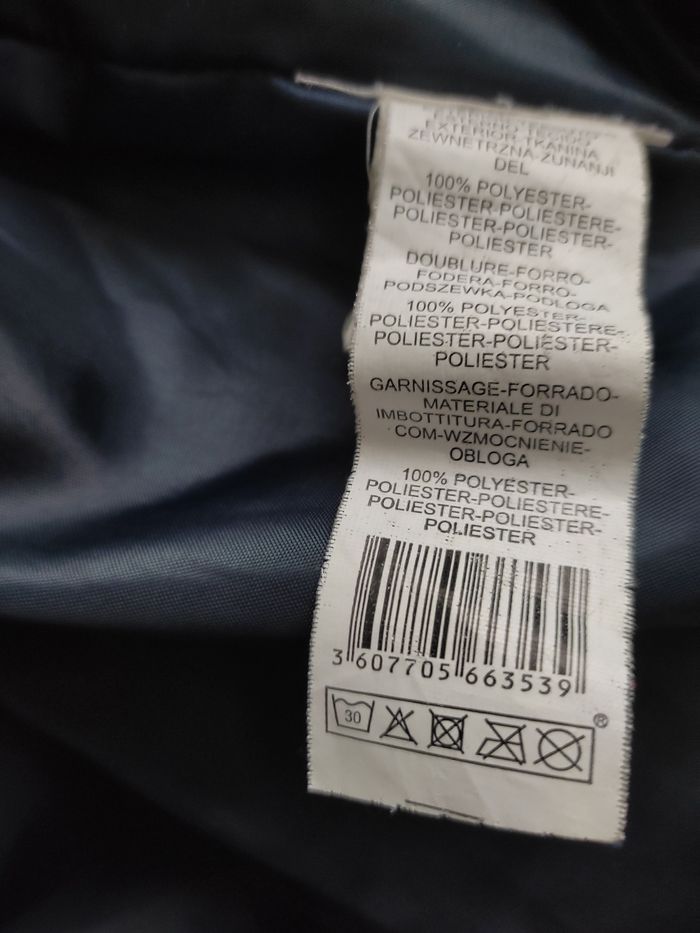 EXTERIOR-TKANINA
ZEWNETRZNA-ZUNANJI
DEL
100% POLYESTER-
POLIESTER-POLIESTERE-
POLIESTER-POLIESTER-
POLIESTER
DOUBLURE-FORRO-
FODERA-FORRO-
PODSZEWKA-PODLOGA
100% POLYESTER-
POLIESTER-POLIESTERE-
POLIESTER-POLIESTER-
POLIESTER
GARNISSAGE-FORRADO-
MATERIALE DI
IMBOTTITURA-FORRADO
COM-WZMOCNIENIE-
OBLOGA
100% POLYESTER-
POLIESTER-POLIESTERE-
POLIESTER-POLIESTER-
POLIESTER
3 607705 663539
30 ®